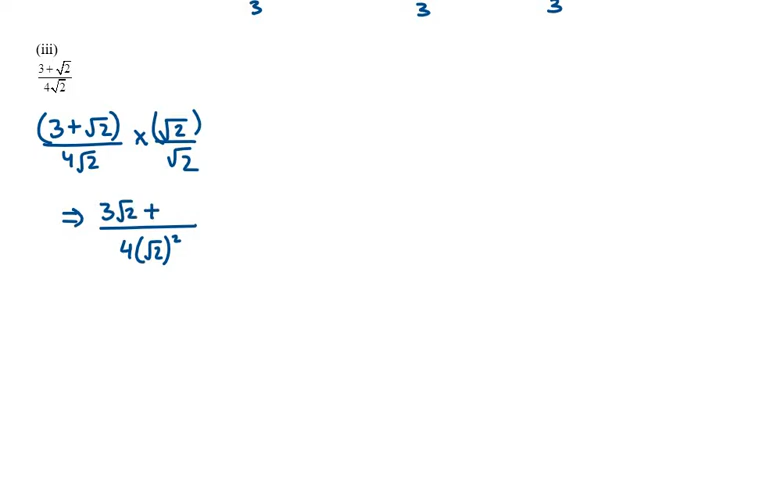 3 3 3
(iii)
3 + √2
4√2
(3 + √2) × (√2)
4√2 √2
⇒ 3√2 +
4(√2)²